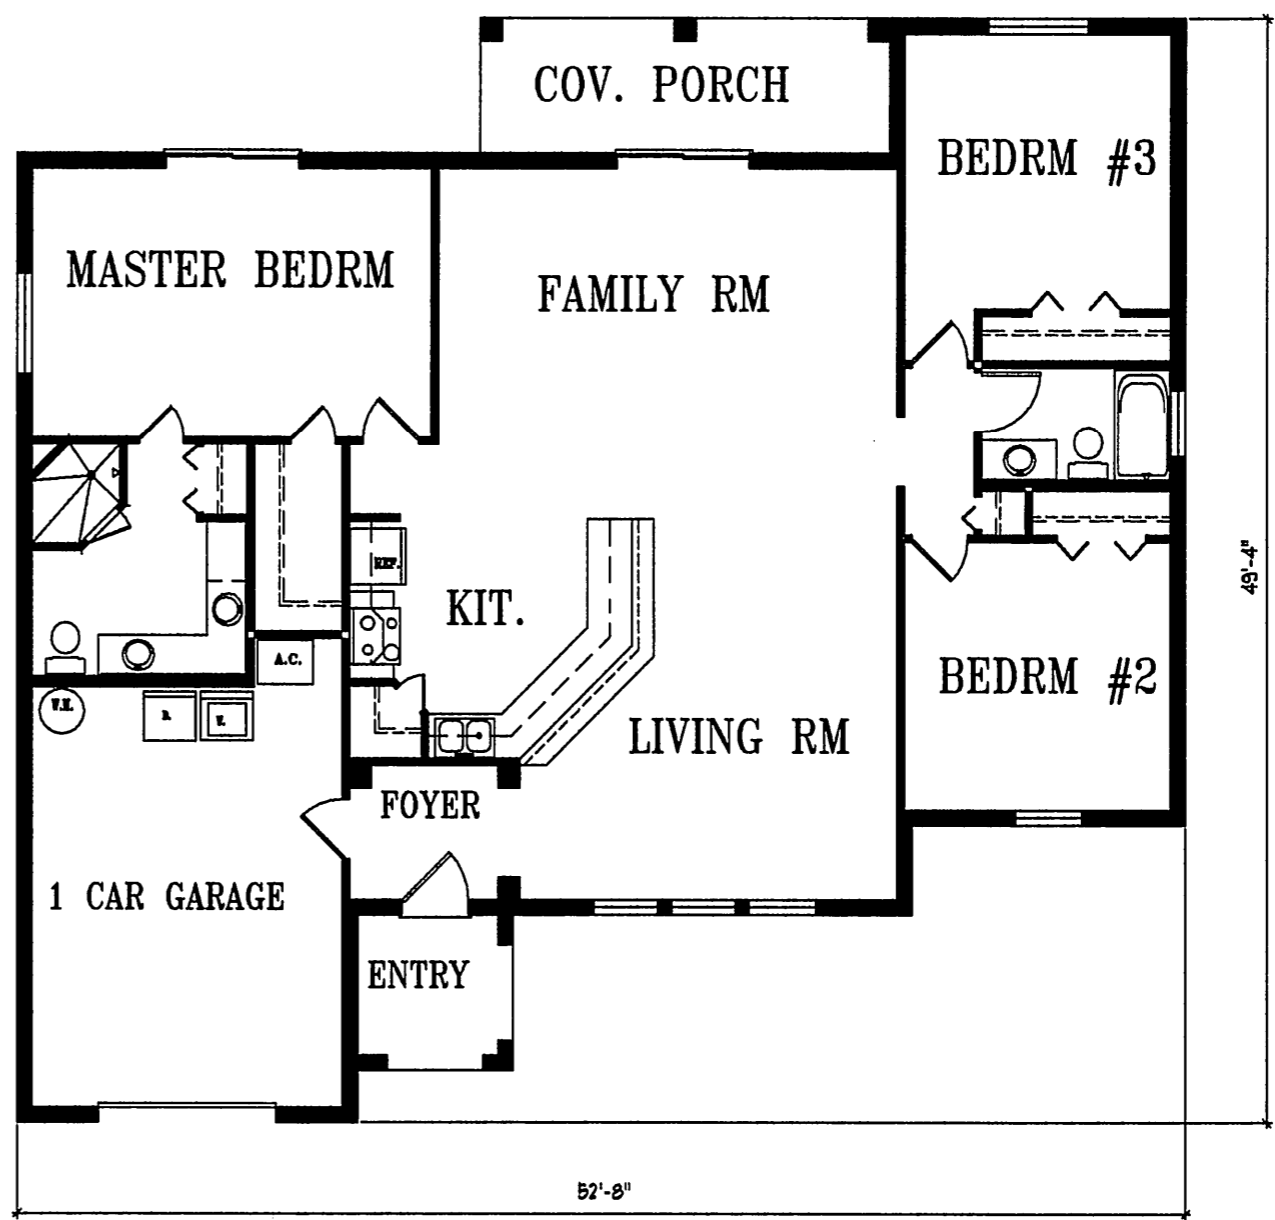 COV. PORCH
BEDRM #3
MASTER BEDRM
FAMILY RM
REF.
KIT.
A.C.
BEDRM #2
W.H.
D.
W.
LIVING RM
FOYER
1 CAR GARAGE
ENTRY
49'-4"
52'-8"